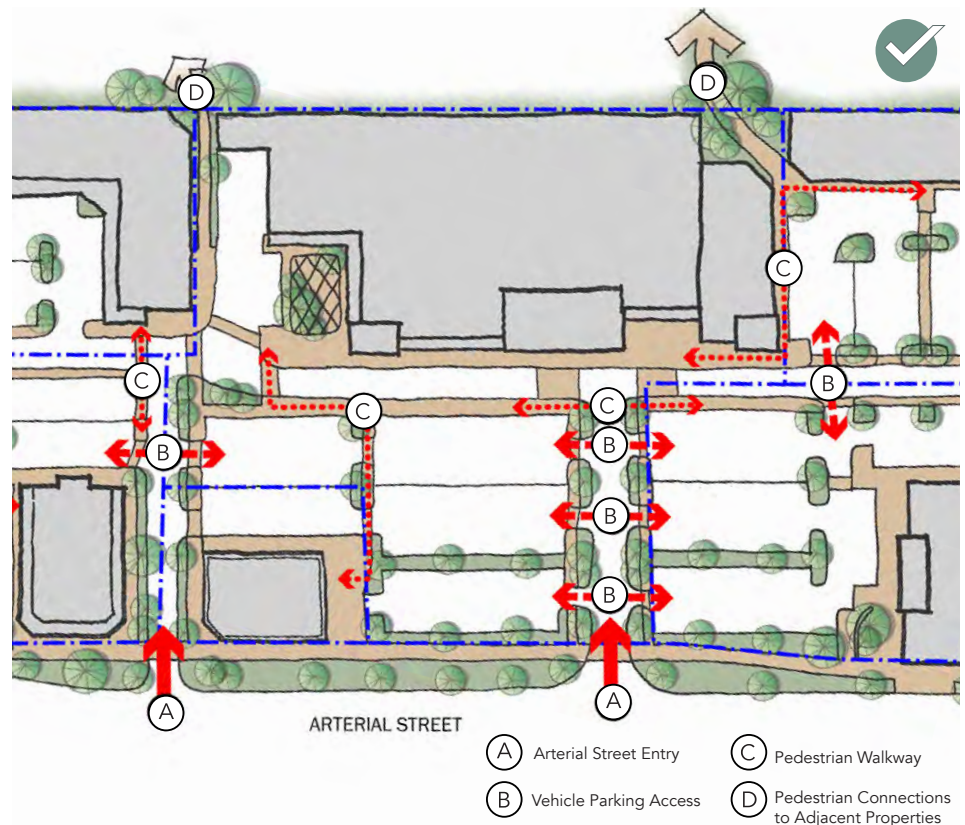 D
D
C
C
B
C
C
B
B
B
B
A
A
ARTERIAL STREET
A Arterial Street Entry
C Pedestrian Walkway
B Vehicle Parking Access
D Pedestrian Connections
to Adjacent Properties